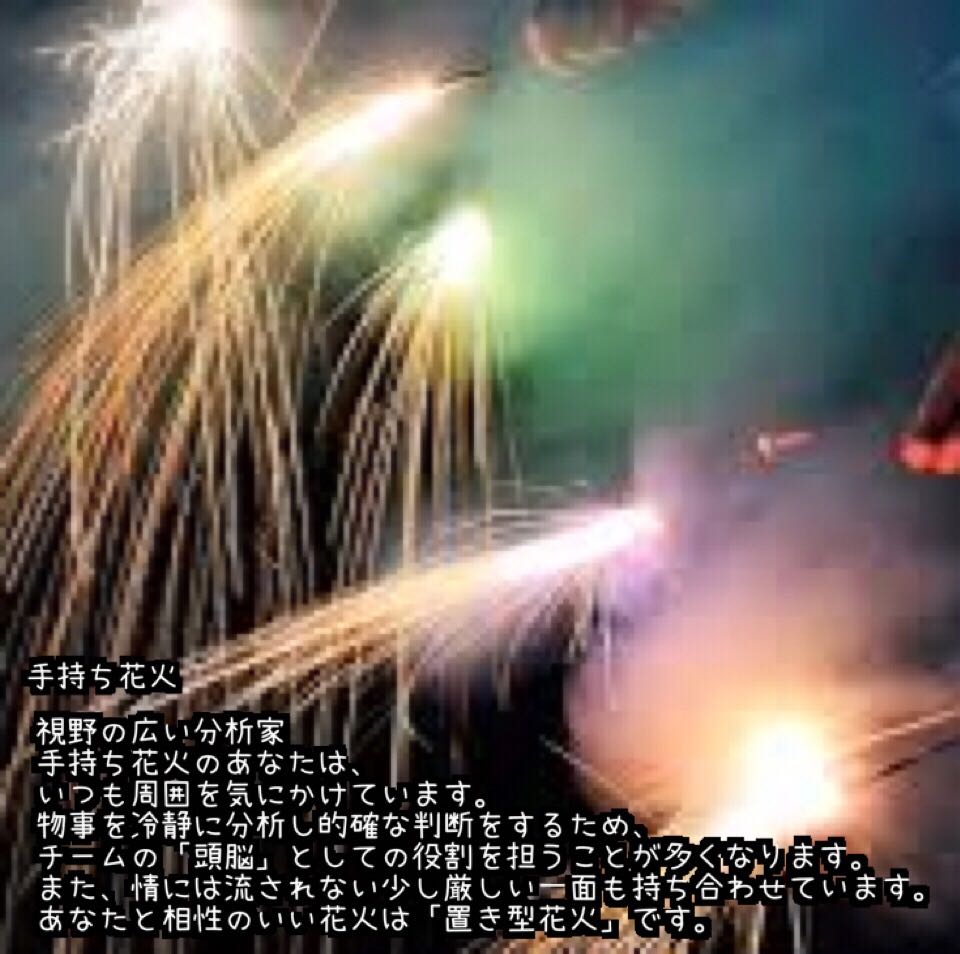 手持ち花火
視野の広い分析家
手持ち花火のあなたは、
いつも周囲を気にかけています。
物事を冷静に分析し的確な判断をするため、
チームの「頭脳」としての役割を担うことが多くなります。
また、情には流されない少し厳しい一面も持ち合わせています。
あなたと相性のいい花火は「置き型花火」です。